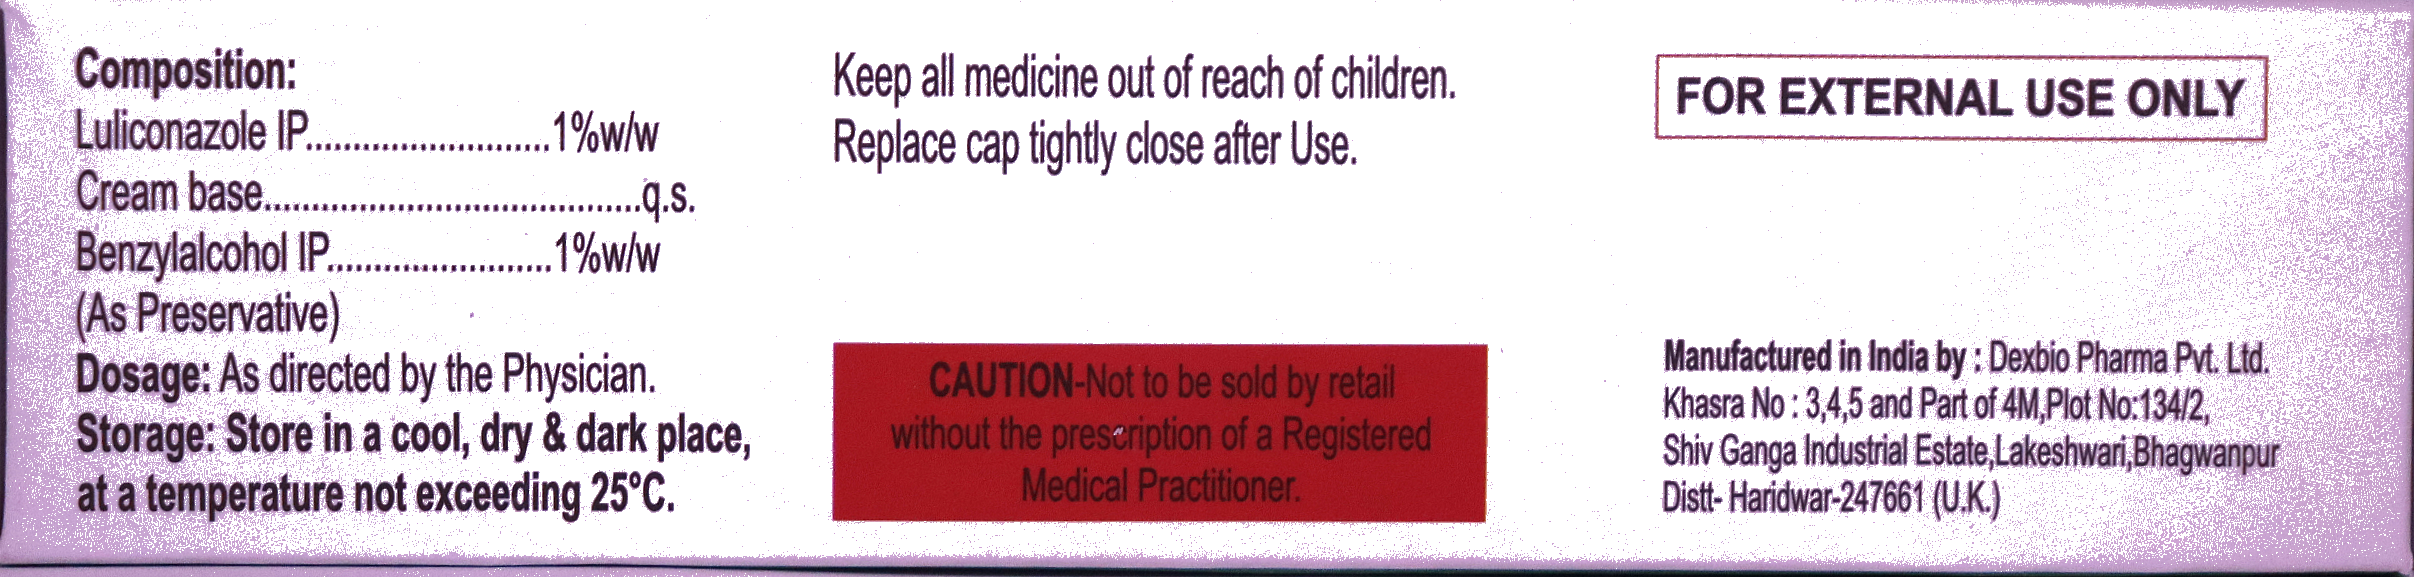 Composition:
Luliconazole IP..........................1%w/w
Cream base........................................q.s.
Benzylalcohol IP........................1%w/w
(As Preservative)
Dosage: As directed by the Physician.
Storage: Store in a cool, dry & dark place,
at a temperature not exceeding 25°C.
Keep all medicine out of reach of children.
Replace cap tightly close after Use.
CAUTION-Not to be sold by retail
without the prescription of a Registered
Medical Practitioner.
FOR EXTERNAL USE ONLY
Manufactured in India by : Dexbio Pharma Pvt. Ltd.
Khasra No : 3,4,5 and Part of 4M,Plot No:134/2,
Shiv Ganga Industrial Estate,Lakeshwari,Bhagwanpur
Distt- Haridwar-247661 (U.K.)